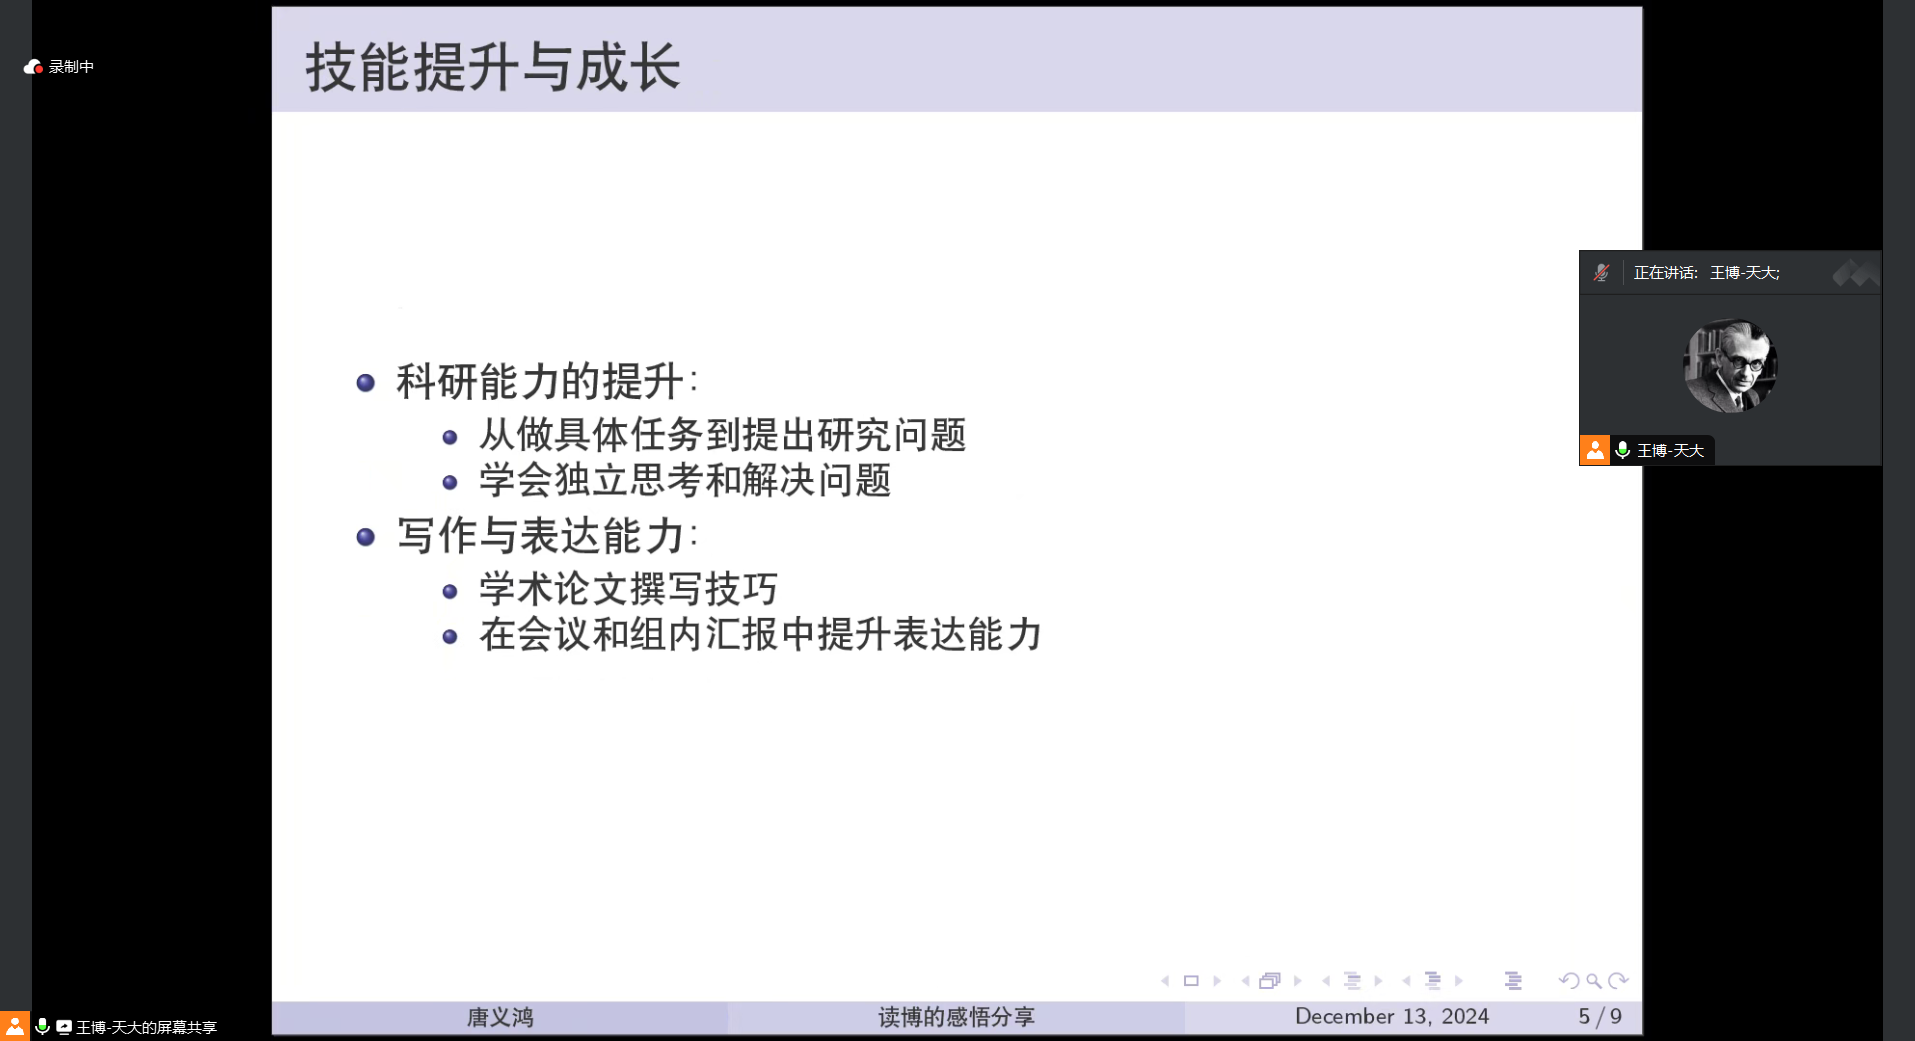 技能提升与成长
录制中
正在讲话: 王博-天大;
科研能力的提升:
从做具体任务到提出研究问题
学会独立思考和解决问题
王博-天大
写作与表达能力:
学术论文撰写技巧
在会议和组内汇报中提升表达能力
唐义鸿 读博的感悟分享 December 13, 2024 5 / 9
王博-天大的屏幕共享